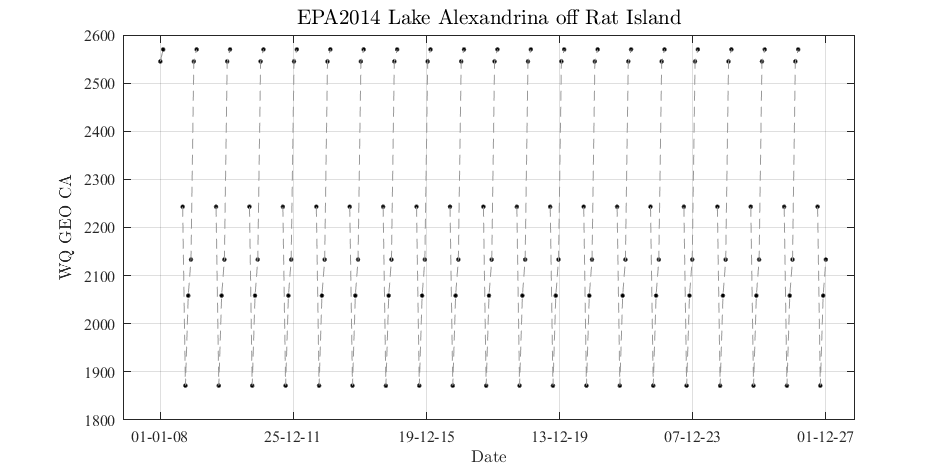 EPA2014 Lake Alexandrina off Rat Island
2600
2500
2400
2300
2200
2100
2000
1900
1800
WQ GEO CA
01-01-08 25-12-11 19-12-15 13-12-19 07-12-23 01-12-27
Date